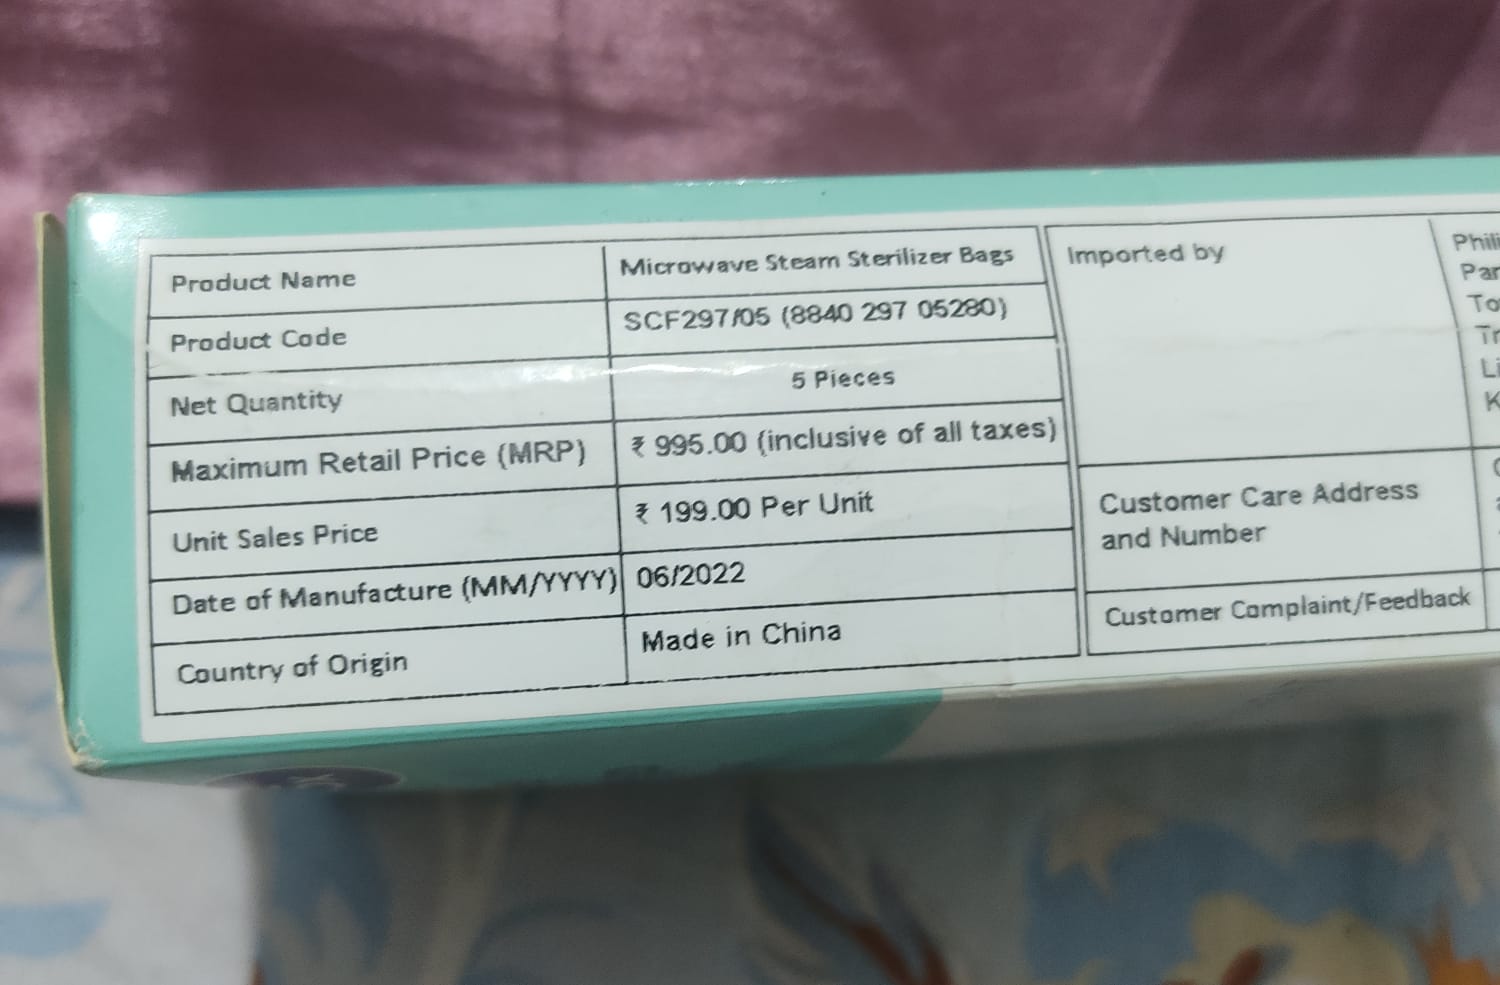 Product Name
Microwave Steam Sterilizer Bags
Product Code
SCF297/05 (8840 297 05280)
Net Quantity
5 Pieces
Maximum Retail Price (MRP)
₹ 995.00 (inclusive of all taxes)
Unit Sales Price
₹ 199.00 Per Unit
Date of Manufacture (MM/YYYY)
06/2022
Country of Origin
Made in China
Imported by
Customer Care Address
and Number
Customer Complaint/Feedback